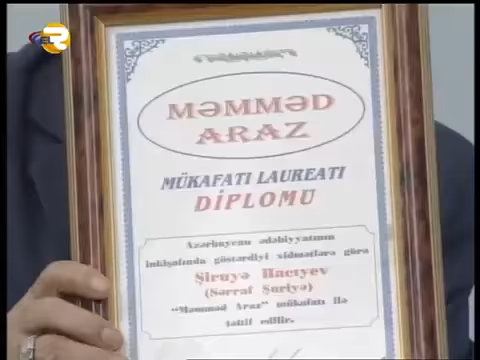 MƏMMƏD
ARAZ
MÜKAFATI LAUREATI
DİPLOMU
Azərbaycan ədəbiyyatının
inkişafında göstərdiyi xidmətlərə görə
Şiruyə Hacıyev
(Sərraf Şuriyə)
"Məmməd Araz" mükafatı ilə
təltif edilir.